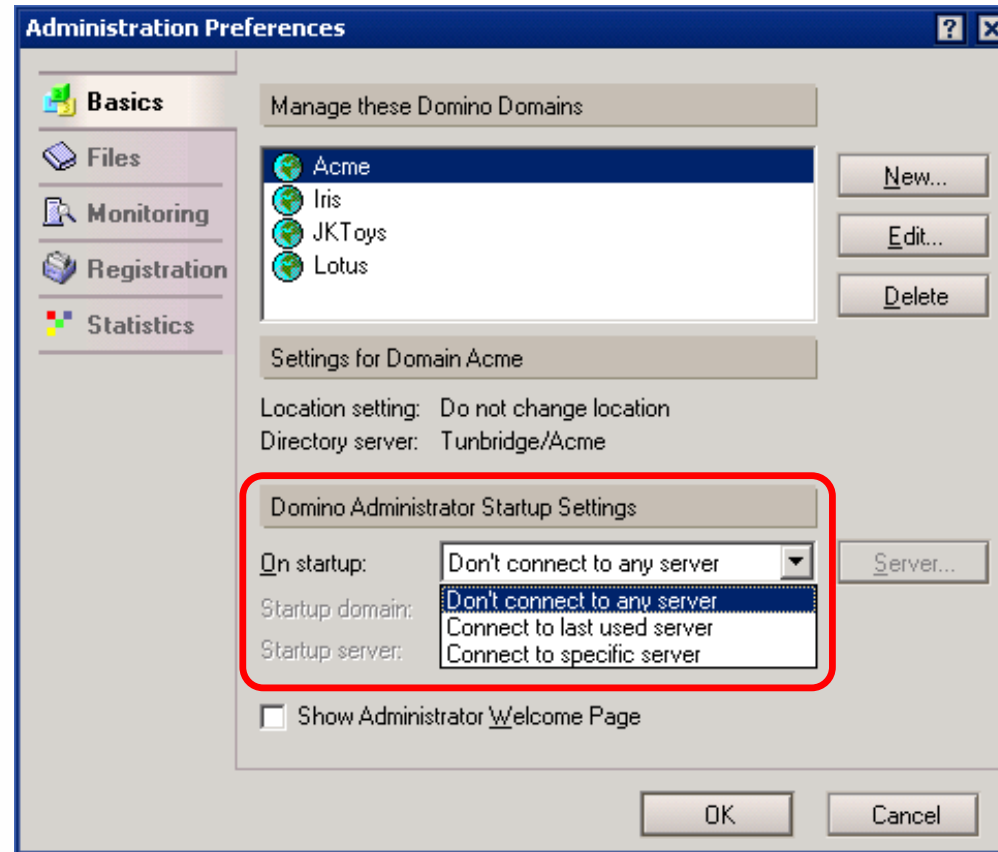 Administration Preferences
Basics
Files
Monitoring
Registration
Statistics
Manage these Domino Domains
Acme
Iris
JKToys
Lotus
New...
Edit...
Delete
Settings for Domain Acme
Location setting: Do not change location
Directory server: Tunbridge/Acme
Domino Administrator Startup Settings
On startup: Don't connect to any server
Server...
Startup domain:
Startup server:
Don't connect to any server
Connect to last used server
Connect to specific server
Show Administrator Welcome Page
OK
Cancel